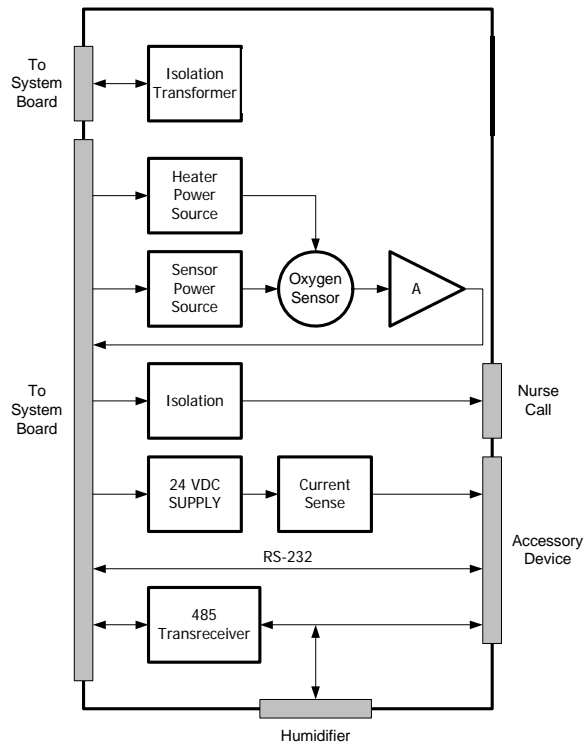 To
System
Board
Isolation
Transformer
Heater
Power
Source
Sensor
Power
Source
Oxygen
Sensor
A
To
System
Board
Isolation
Nurse
Call
24 VDC
SUPPLY
Current
Sense
Accessory
Device
RS-232
485
Transreceiver
Humidifier